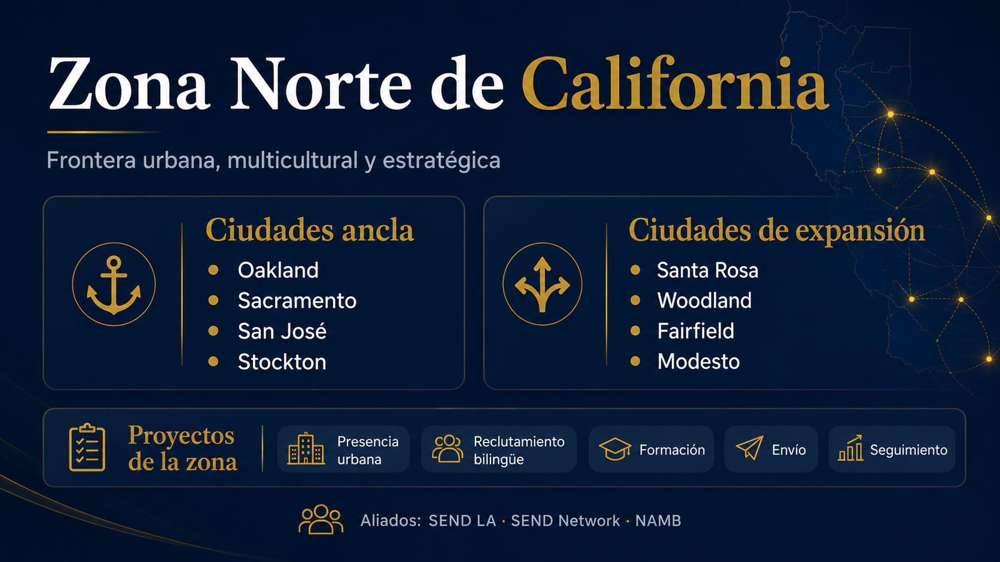 Zona Norte de California
Frontera urbana, multicultural y estratégica
Ciudades ancla
Oakland
Sacramento
San José
Stockton
Ciudades de expansión
Santa Rosa
Woodland
Fairfield
Modesto
Proyectos
de la zona
Presencia
urbana
Reclutamiento
bilingüe
Formación
Envío
Seguimiento
Aliados: SEND LA · SEND Network · NAMB